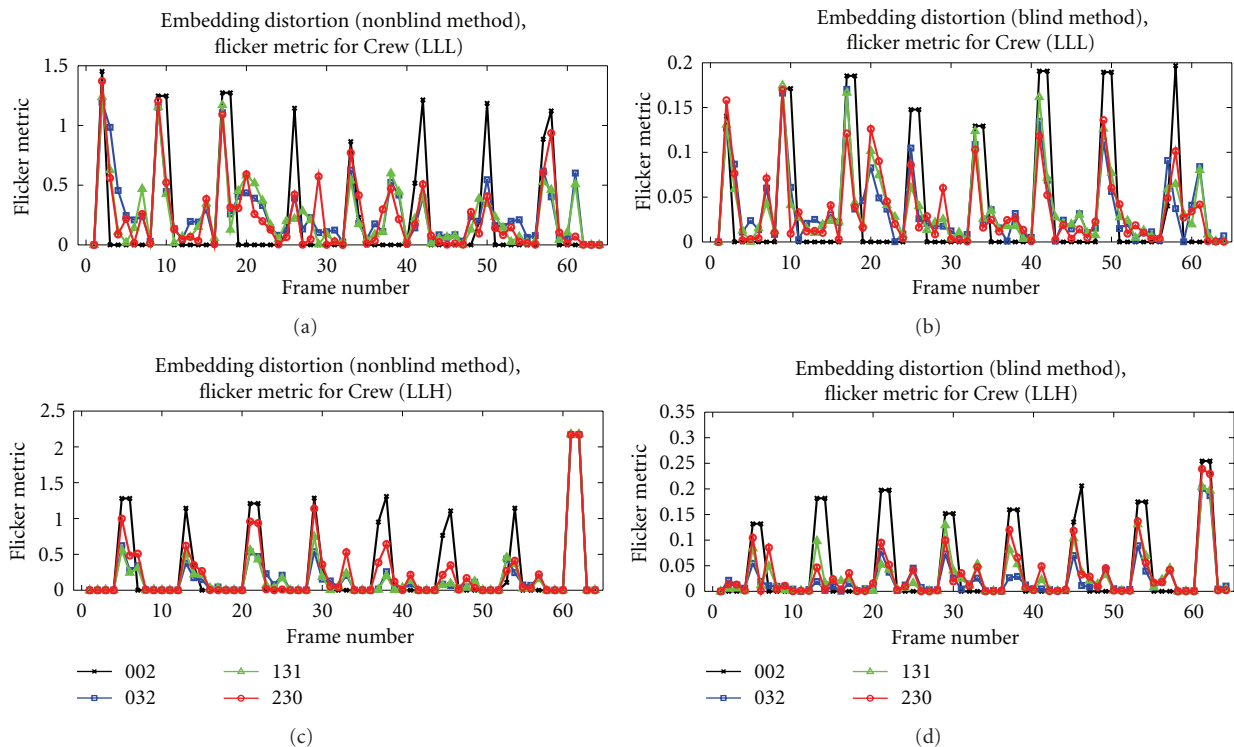 Embedding distortion (nonblind method),
flicker metric for Crew (LLL)
Flicker metric
1.5
1
0.5
0
0 10 20 30 40 50 60
Frame number
(a)
Embedding distortion (blind method),
flicker metric for Crew (LLL)
Flicker metric
0.2
0.15
0.1
0.05
0
0 10 20 30 40 50 60
Frame number
(b)
Embedding distortion (nonblind method),
flicker metric for Crew (LLH)
Flicker metric
2.5
2
1.5
1
0.5
0
0 10 20 30 40 50 60
Frame number
002 131
032 230
(c)
Embedding distortion (blind method),
flicker metric for Crew (LLH)
Flicker metric
0.35
0.3
0.25
0.2
0.15
0.1
0.05
0
0 10 20 30 40 50 60
Frame number
002 131
032 230
(d)